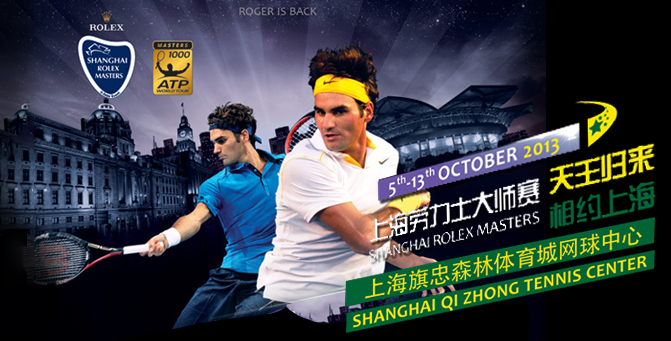 ROGER IS BACK
ROLEX
SHANGHAI
ROLEX
MASTERS
MASTERS
1000
ATP
WORLD TOUR
5th-13th OCTOBER 2013
上海劳力士大师赛
SHANGHAI ROLEX MASTERS
天王归来
相约上海
上海旗忠森林体育城网球中心
SHANGHAI QI ZHONG TENNIS CENTER